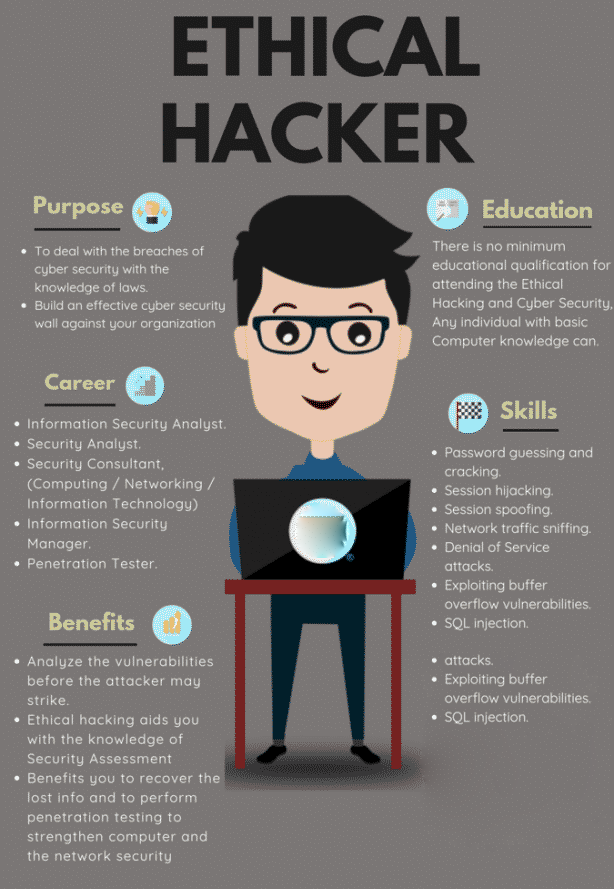 ETHICAL
HACKER
Purpose
To deal with the breaches of
cyber security with the
knowledge of laws.
Build an effective cyber security
wall against your organization
Education
There is no minimum
educational qualification for
attending the Ethical
Hacking and Cyber Security,
Any individual with basic
Computer knowledge can.
Career
Information Security Analyst.
Security Analyst.
Security Consultant,
(Computing / Networking /
Information Technology)
Information Security
Manager.
Penetration Tester.
Skills
Password guessing and
cracking.
Session hijacking.
Session spoofing.
Network traffic sniffing.
Denial of Service
attacks.
Exploiting buffer
overflow vulnerabilities.
SQL injection.
attacks.
Exploiting buffer
overflow vulnerabilities.
SQL injection.
Benefits
Analyze the vulnerabilities
before the attacker may
strike.
Ethical hacking aids you
with the knowledge of
Security Assessment
Benefits you to recover the
lost info and to perform
penetration testing to
strengthen computer and
the network security
®